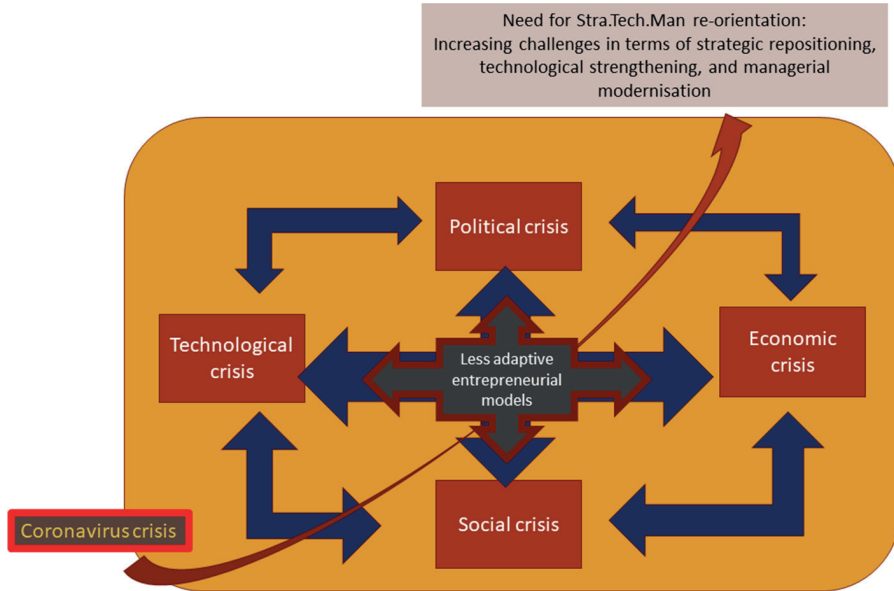 Need for Stra.Tech.Man re-orientation:
Increasing challenges in terms of strategic repositioning,
technological strengthening, and managerial
modernisation
Political crisis
Technological
crisis
Less adaptive
entrepreneurial
models
Economic
crisis
Social crisis
Coronavirus crisis